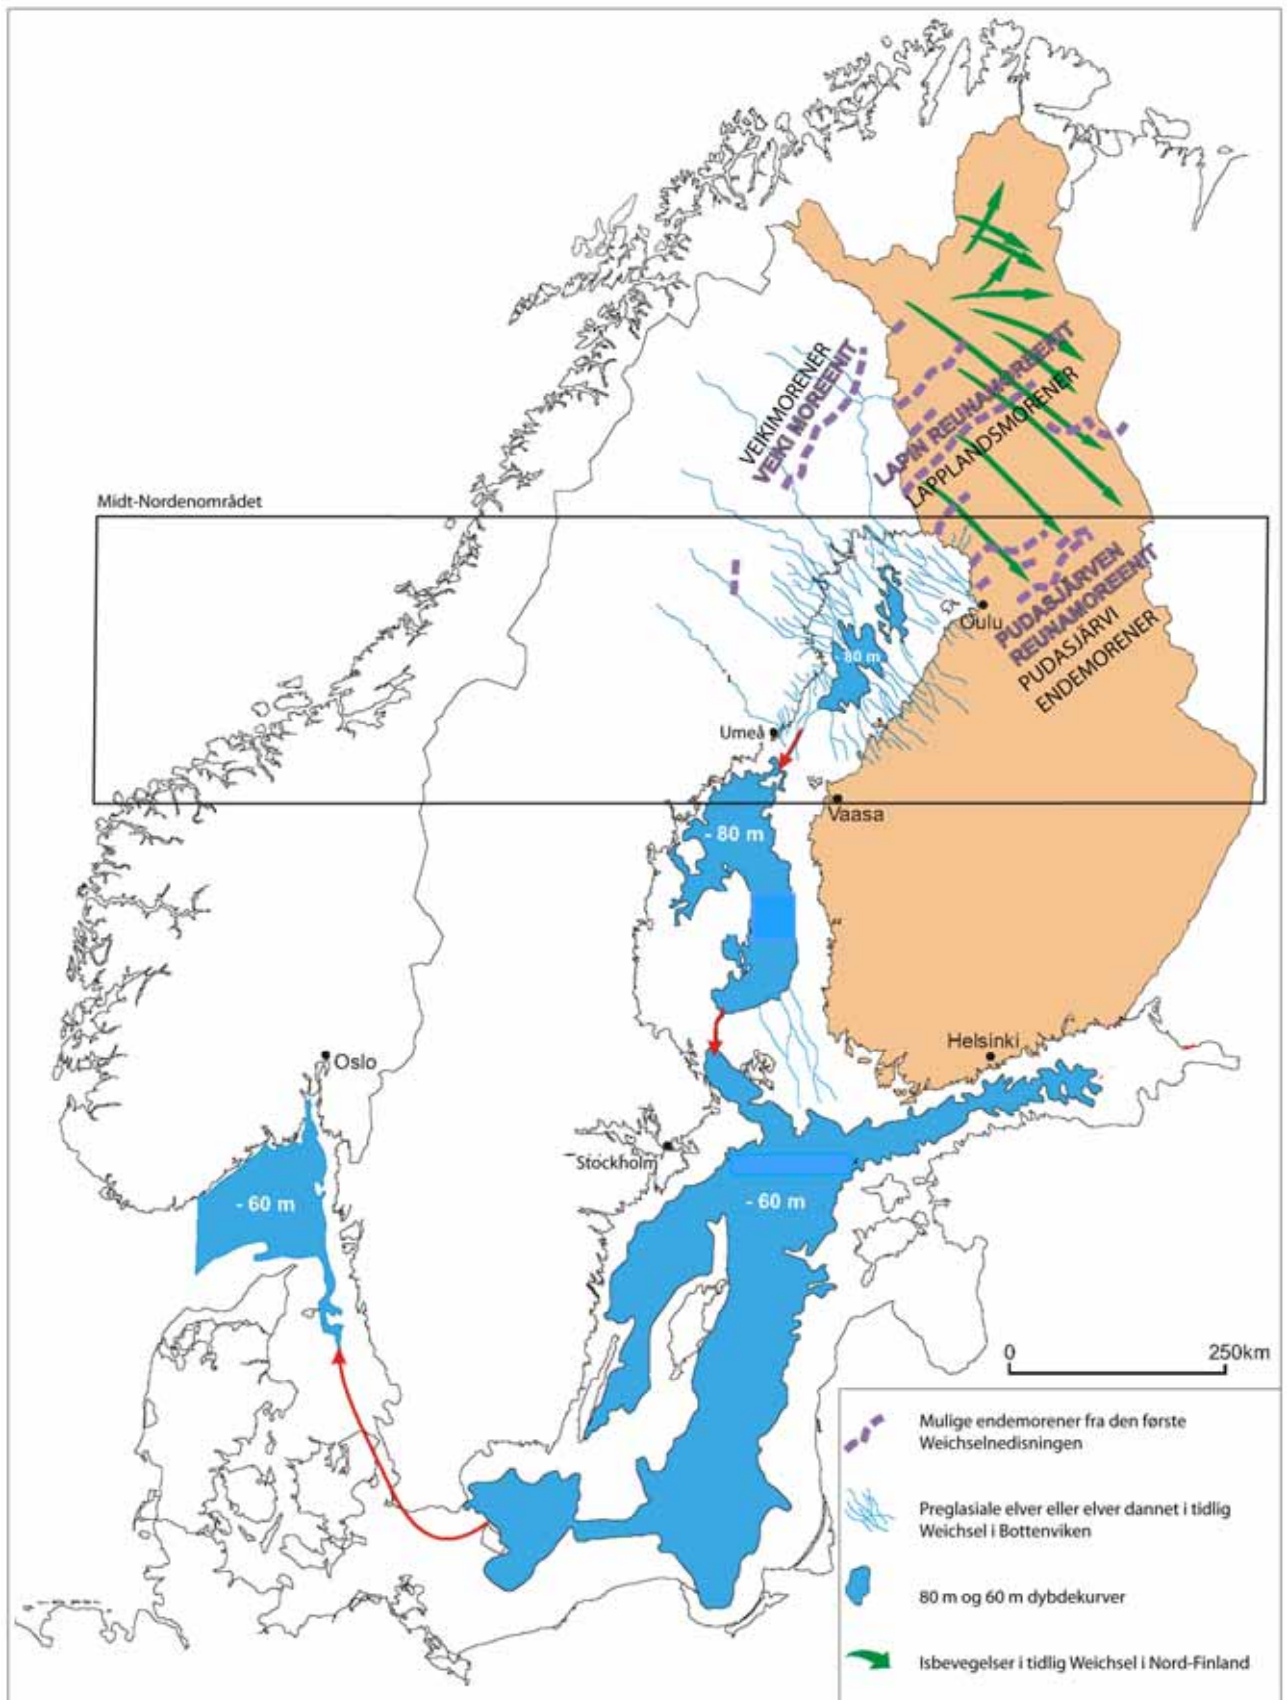 VEIKIMORENER
VEIKI MOREENIT
LAPIN REUNAMOREENIT
LAPPLANDSMORENER
Midt-Nordenområdet
PUDASJÄRVEN
REUNAMOREENIT
PUDASJÄRVI
ENDEMORENER
Oulu
- 80 m
Umeå
Vaasa
- 80 m
Helsinki
Oslo
Stockholm
- 60 m
- 60 m
0 250km
Mulige endemorener fra den første
Weichselnedisningen
Preglasiale elver eller elver dannet i tidlig
Weichsel i Bottenviken
80 m og 60 m dybdekurver
Isbevegelser i tidlig Weichsel i Nord-Finland